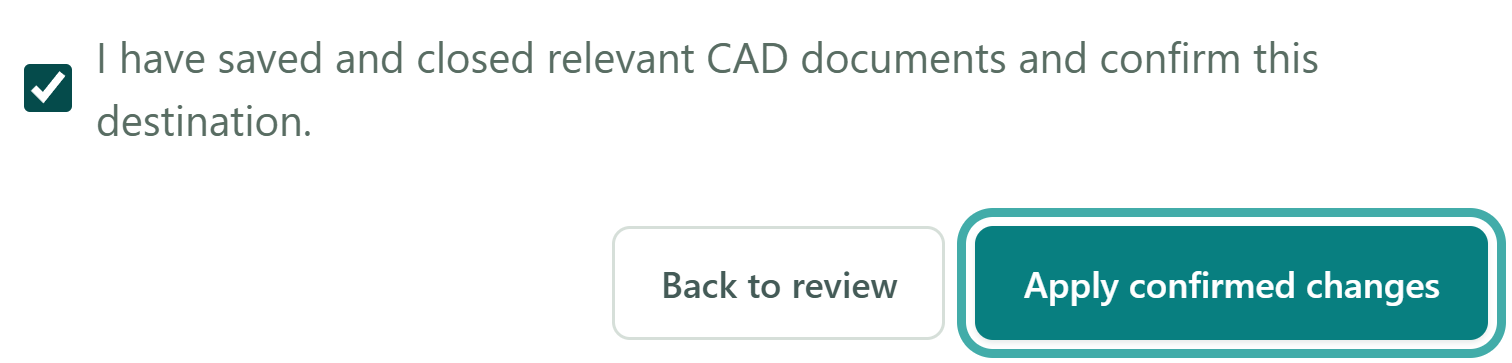 I have saved and closed relevant CAD documents and confirm this
destination.
Back to review
Apply confirmed changes